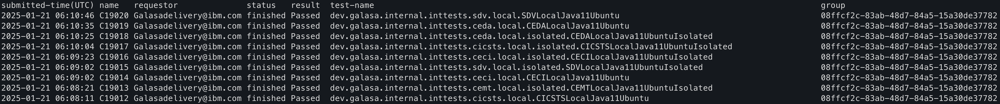 submitted-time(UTC) name   requestor              status   result  test-name                                                                                            group
2025-01-21 06:10:46 C19020 Galasadelivery@ibm.com finished Passed  dev.galasa.internal.inttests.sdv.local.SDVLocalJava11Ubuntu                                          08ffcf2c-83ab-48d7-84a5-15a30de37782
2025-01-21 06:10:35 C19019 Galasadelivery@ibm.com finished Passed  dev.galasa.internal.inttests.ceda.local.CEDALocalJava11Ubuntu                                        08ffcf2c-83ab-48d7-84a5-15a30de37782
2025-01-21 06:10:25 C19018 Galasadelivery@ibm.com finished Passed  dev.galasa.internal.inttests.ceda.local.isolated.CEDALocalJava11UbuntuIsolated                       08ffcf2c-83ab-48d7-84a5-15a30de37782
2025-01-21 06:10:04 C19017 Galasadelivery@ibm.com finished Passed  dev.galasa.internal.inttests.cicsts.local.isolated.CICSTSLocalJava11UbuntuIsolated                   08ffcf2c-83ab-48d7-84a5-15a30de37782
2025-01-21 06:09:23 C19016 Galasadelivery@ibm.com finished Passed  dev.galasa.internal.inttests.ceci.local.isolated.CECILocalJava11UbuntuIsolated                       08ffcf2c-83ab-48d7-84a5-15a30de37782
2025-01-21 06:09:02 C19015 Galasadelivery@ibm.com finished Passed  dev.galasa.internal.inttests.sdv.local.isolated.SDVLocalJava11UbuntuIsolated                         08ffcf2c-83ab-48d7-84a5-15a30de37782
2025-01-21 06:09:02 C19014 Galasadelivery@ibm.com finished Passed  dev.galasa.internal.inttests.ceci.local.CECILocalJava11Ubuntu                                        08ffcf2c-83ab-48d7-84a5-15a30de37782
2025-01-21 06:08:21 C19013 Galasadelivery@ibm.com finished Passed  dev.galasa.internal.inttests.cemt.local.isolated.CEMTLocalJava11UbuntuIsolated                       08ffcf2c-83ab-48d7-84a5-15a30de37782
2025-01-21 06:08:11 C19012 Galasadelivery@ibm.com finished Passed  dev.galasa.internal.inttests.cicsts.local.CICSTSLocalJava11Ubuntu                                    08ffcf2c-83ab-48d7-84a5-15a30de37782